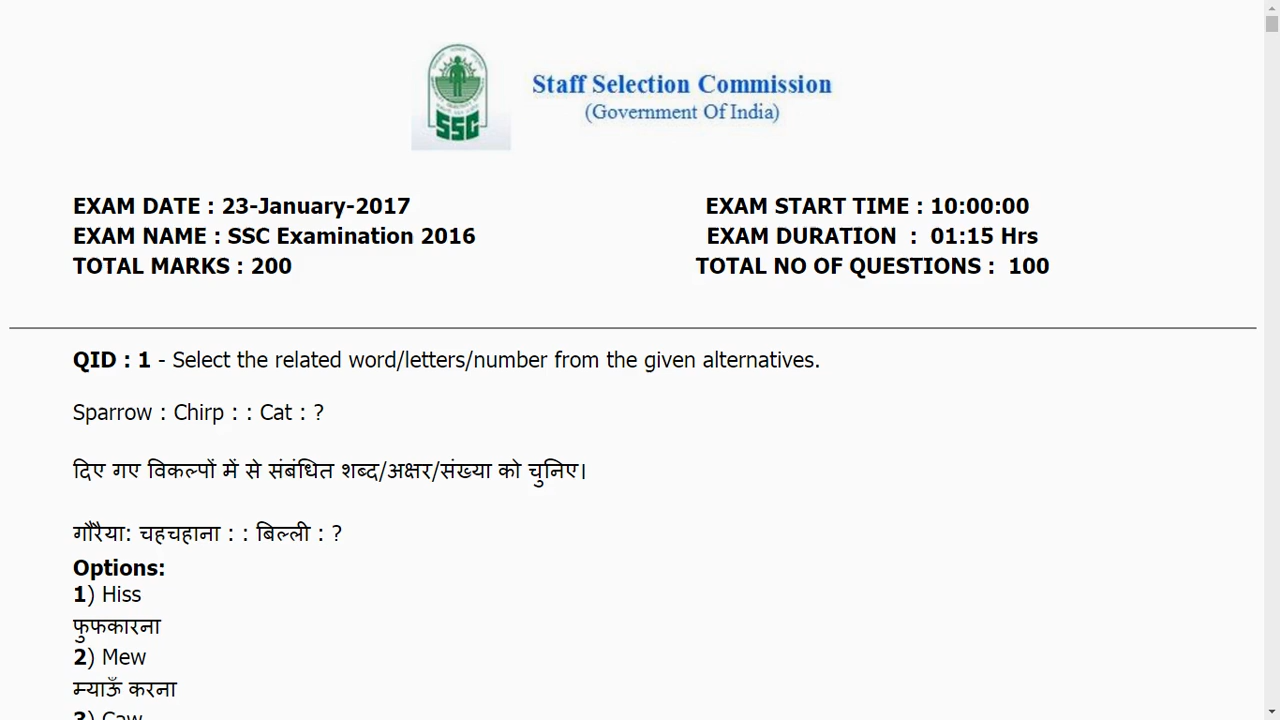 SSC
Staff Selection Commission
(Government Of India)
EXAM DATE : 23-January-2017
EXAM START TIME : 10:00:00
EXAM NAME : SSC Examination 2016
EXAM DURATION : 01:15 Hrs
TOTAL MARKS : 200
TOTAL NO OF QUESTIONS : 100
QID : 1 - Select the related word/letters/number from the given alternatives.
Sparrow : Chirp : : Cat : ?
दिए गए विकल्पों में से संबंधित शब्द/अक्षर/संख्या को चुनिए।
गौरैया: चहचहाना : : बिल्ली : ?
Options:
1) Hiss
फुफकारना
2) Mew
म्याऊँ करना
3) Caw